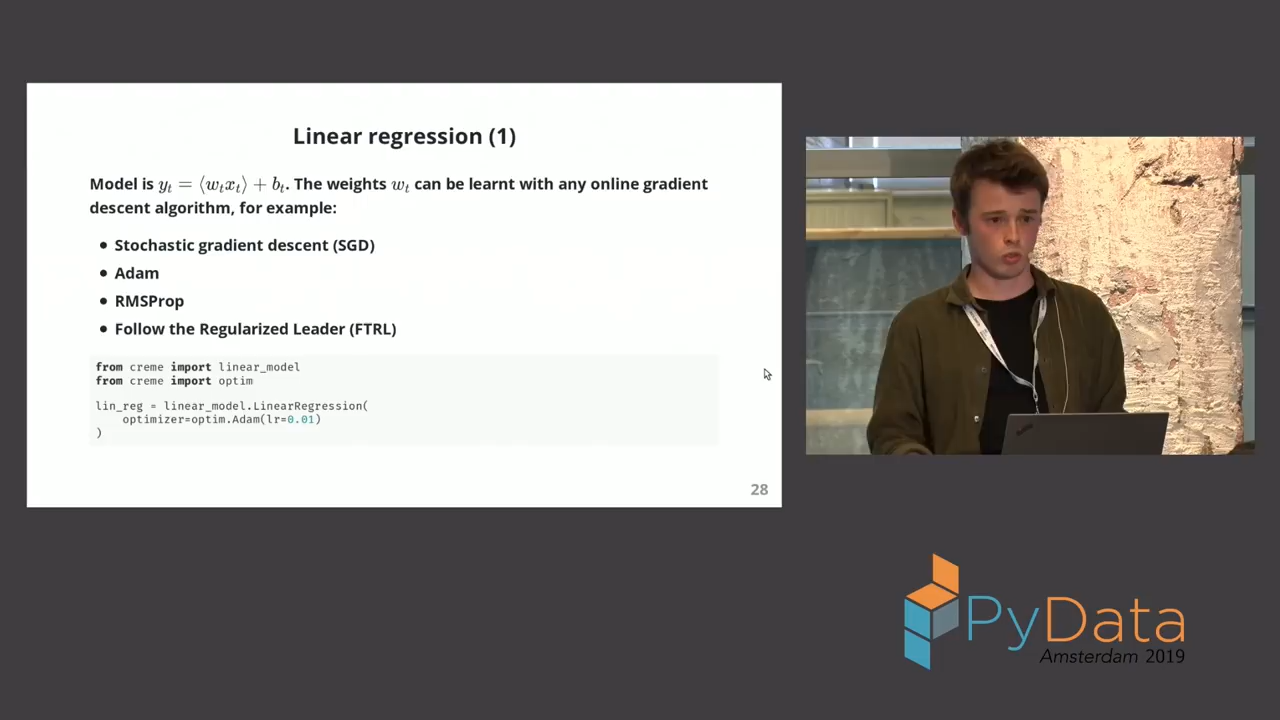 Linear regression (1)
Model is yₜ = ⟨wₜxₜ⟩ + bₜ. The weights wₜ can be learnt with any online gradient
descent algorithm, for example:
• Stochastic gradient descent (SGD)
• Adam
• RMSProp
• Follow the Regularized Leader (FTRL)
from creme import linear_model
from creme import optim
lin_reg = linear_model.LinearRegression(
    optimizer=optim.Adam(lr=0.01)
)
28
PyData
Amsterdam 2019